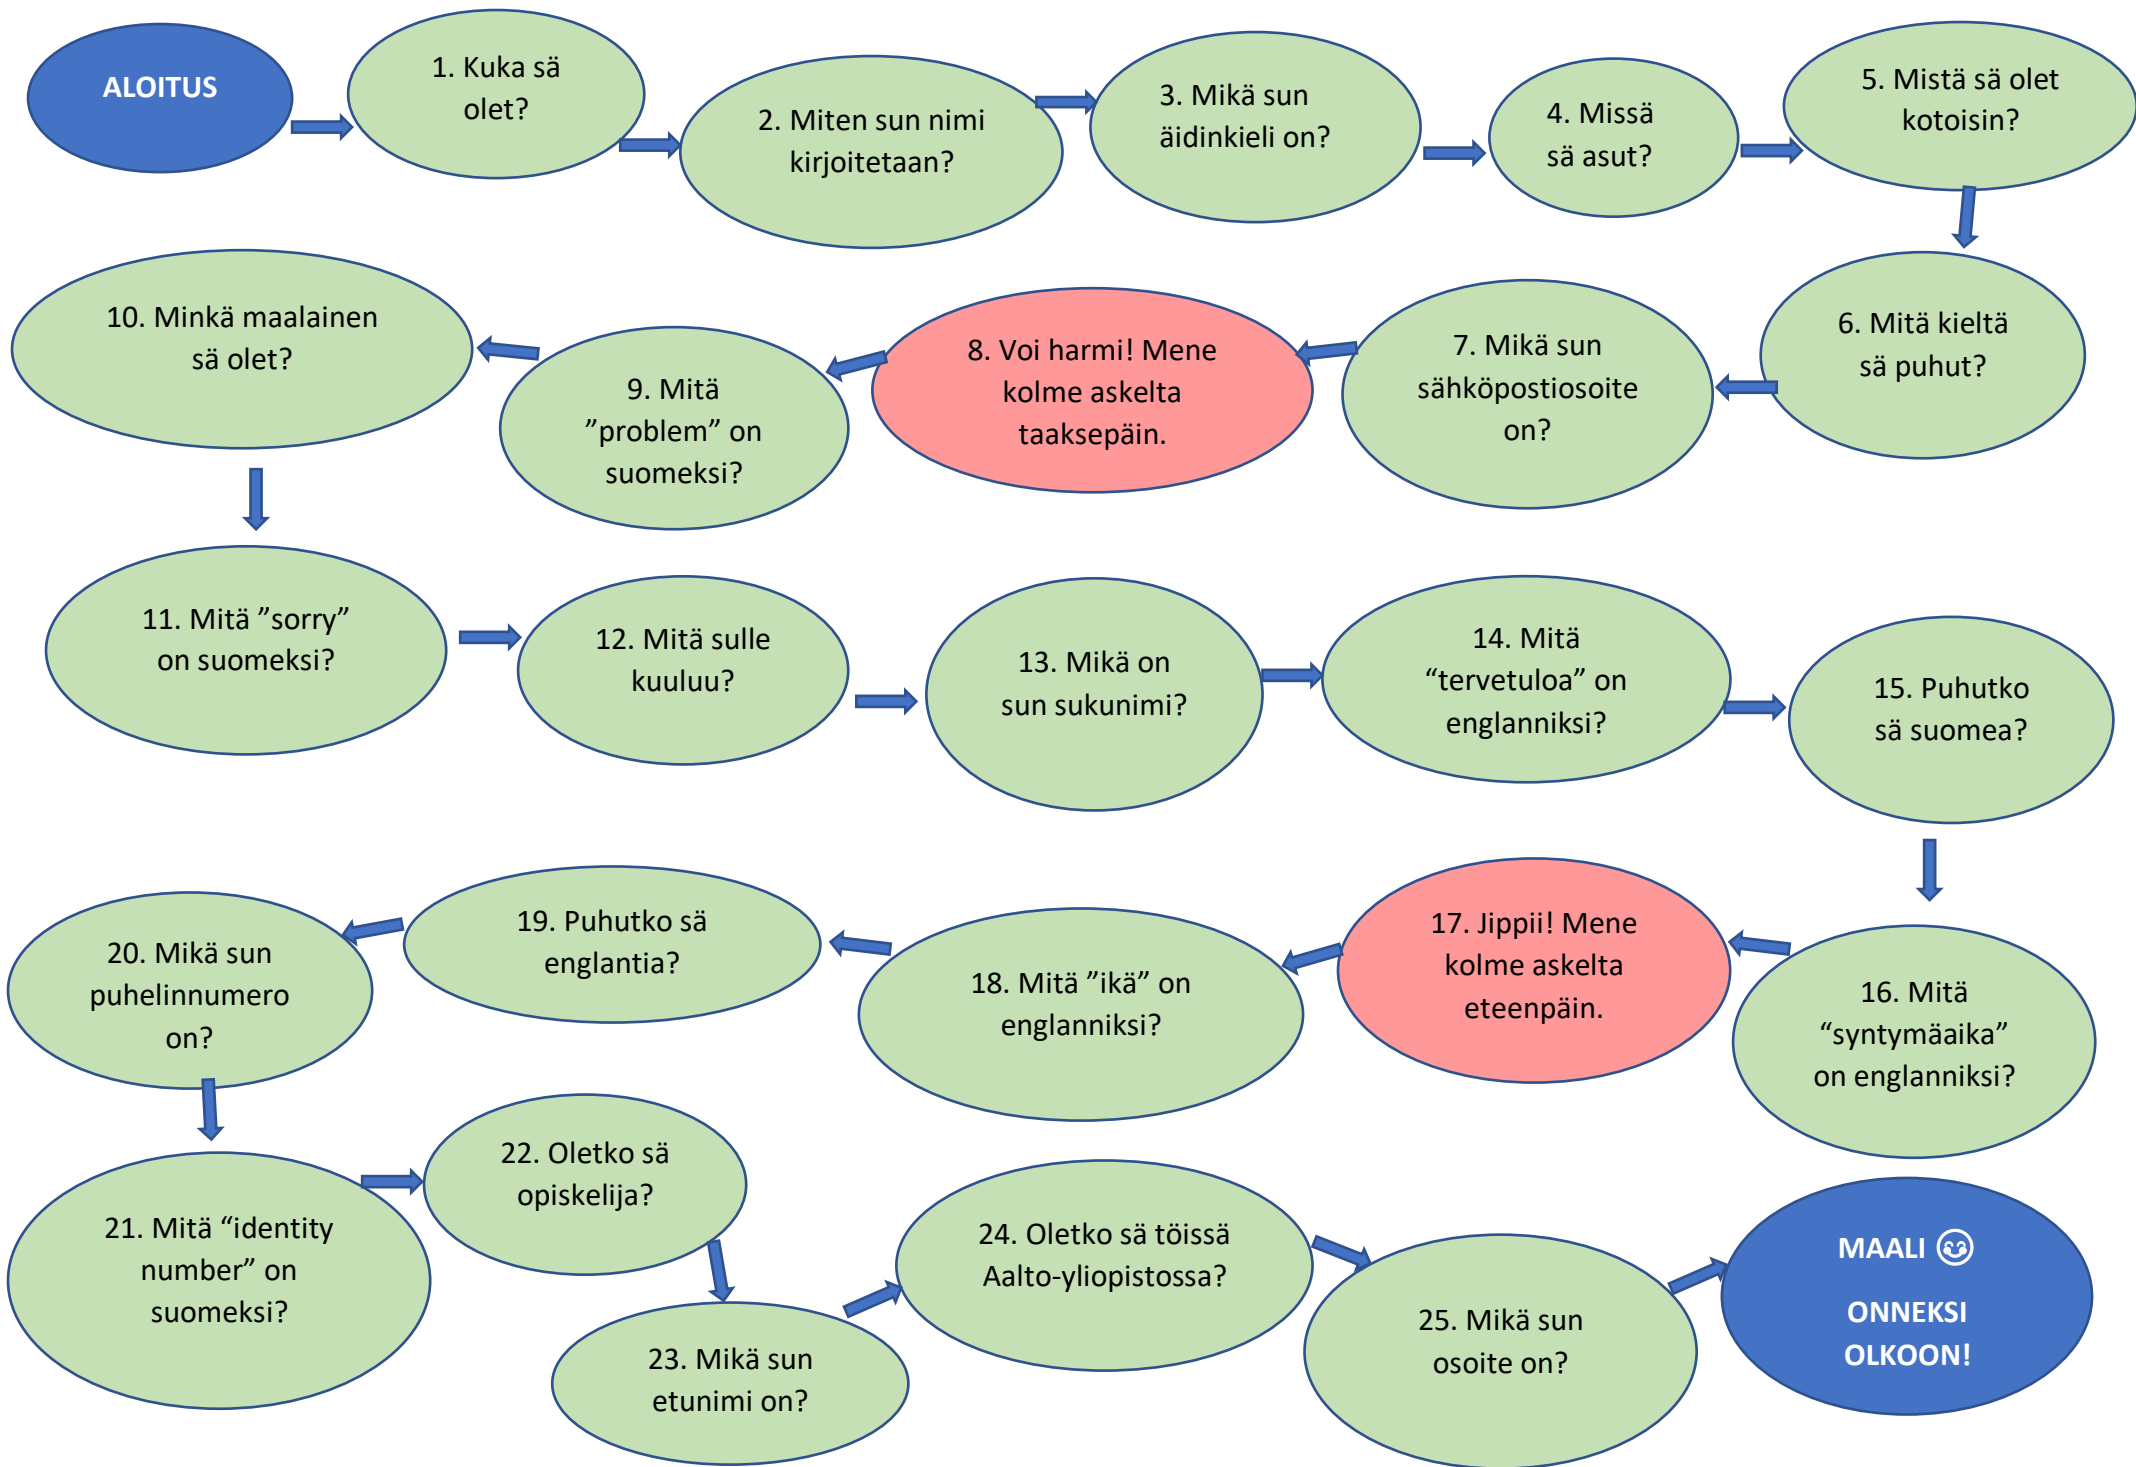 ALOITUS
1. Kuka sä
olet?
2. Miten sun nimi
kirjoitetaan?
3. Mikä sun
äidinkieli on?
4. Missä
sä asut?
5. Mistä sä olet
kotoisin?
6. Mitä kieltä
sä puhut?
7. Mikä sun
sähköpostiosoite
on?
8. Voi harmi! Mene
kolme askelta
taaksepäin.
9. Mitä
”problem” on
suomeksi?
10. Minkä maalainen
sä olet?
11. Mitä ”sorry”
on suomeksi?
12. Mitä sulle
kuuluu?
13. Mikä on
sun sukunimi?
14. Mitä
“tervetuloa” on
englanniksi?
15. Puhutko
sä suomea?
16. Mitä
“syntymäaika”
on englanniksi?
17. Jippii! Mene
kolme askelta
eteenpäin.
18. Mitä ”ikä” on
englanniksi?
19. Puhutko sä
englantia?
20. Mikä sun
puhelinnumero
on?
21. Mitä “identity
number” on
suomeksi?
22. Oletko sä
opiskelija?
23. Mikä sun
etunimi on?
24. Oletko sä töissä
Aalto-yliopistossa?
25. Mikä sun
osoite on?
MAALI 😊
ONNEKSI
OLKOON!